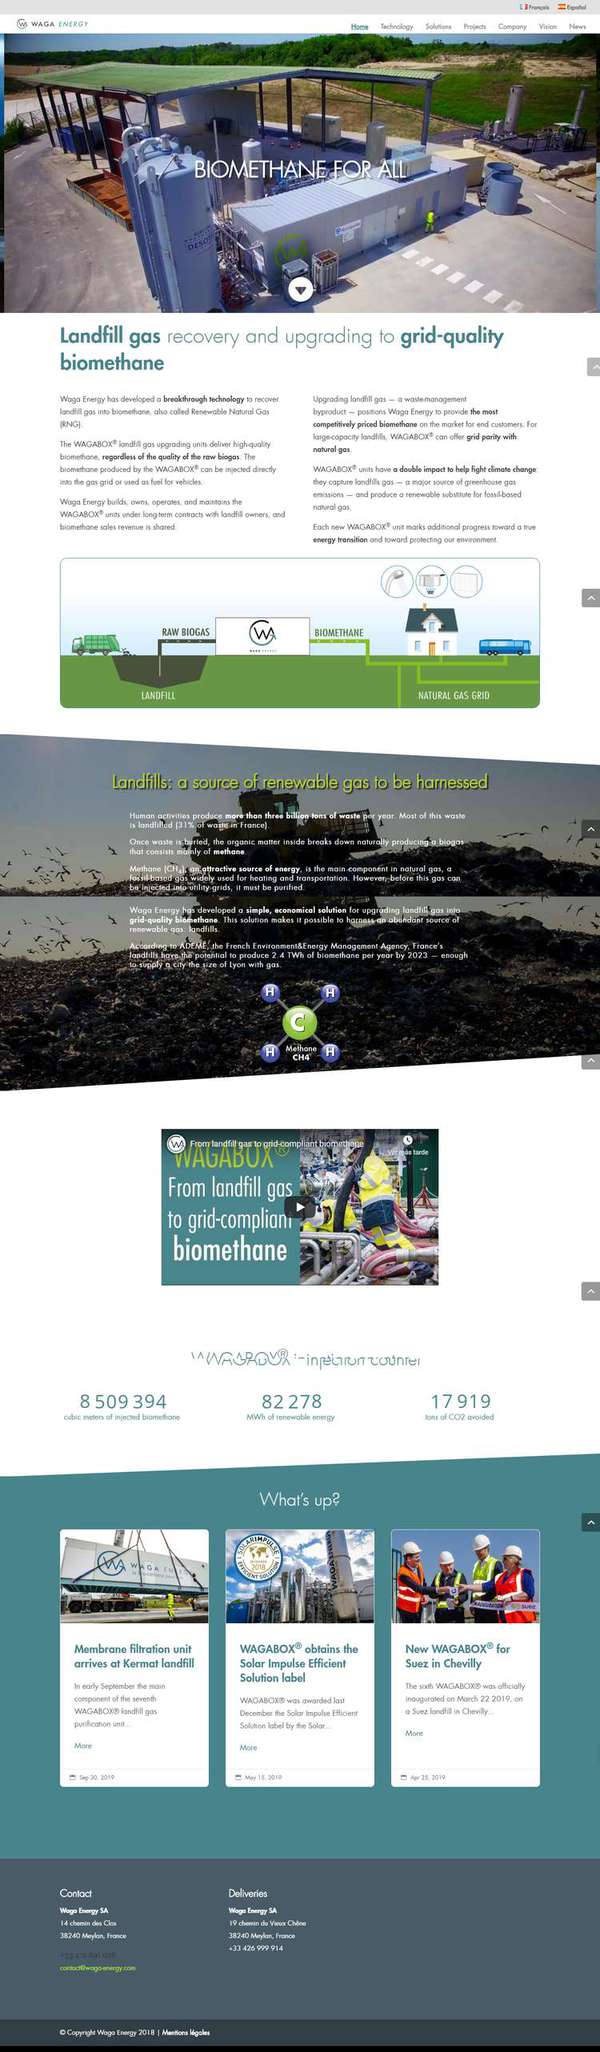 Français Español
WAGA ENERGY Home Technology Solutions Projects Company Vision News
BIOMETHANE FOR ALL
Landfill gas recovery and upgrading to grid-quality
biomethane
Waga Energy has developed a breakthrough technology to recover
landfill gas into biomethane, also called Renewable Natural Gas
(RNG).
The WAGABOX® landfill gas upgrading units deliver high-quality
biomethane, regardless of the quality of the raw biogas. The
biomethane produced by the WAGABOX® can be injected directly
into the gas grid or used as fuel for vehicles.
Waga Energy builds, owns, operates, and maintains the
WAGABOX® units under long-term contracts with landfill owners, and
biomethane sales revenue is shared.
Upgrading landfill gas — a waste-management
byproduct — positions Waga Energy to provide the most
competitively priced biomethane on the market for end customers. For
large-capacity landfills, WAGABOX® can offer grid parity with
natural gas.
WAGABOX® units have a double impact to help fight climate change:
they capture landfills gas — a major source of greenhouse gas
emissions — and produce a renewable substitute for fossil-based
natural gas.
Each new WAGABOX® unit marks additional progress toward a true
energy transition and toward protecting our environment.
RAW BIOGAS
WAGA ENERGY
BIOMETHANE
LANDFILL
NATURAL GAS GRID
Landfills: a source of renewable gas to be harnessed
Human activities produce more than three billion tons of waste per year. Most of this waste
is landfilled (31% of waste in France).
Once waste is buried, the organic matter inside breaks down naturally producing a biogas
that consists mainly of methane.
Methane (CH4), an attractive source of energy, is the main component in natural gas, a
fossil-based gas widely used for heating and transportation. However, before this gas can
be injected into utility grids, it must be purified.
Waga Energy has developed a simple, economical solution for upgrading landfill gas into
grid-quality biomethane. This solution makes it possible to harness an abundant source of
renewable gas: landfills.
According to ADEME, the French Environment&Energy Management Agency, France's
landfills have the potential to produce 2.4 TWh of biomethane per year by 2023 — enough
to supply a city the size of Lyon with gas.
H H
C
H H
Methane
CH4
From landfill gas to grid-compliant biomethane
Ver más tarde
WAGABOX®
From landfill gas
to grid-compliant
biomethane
WAGABOX® - injection counter
8 509 394
cubic meters of injected biomethane
82 278
MWh of renewable energy
17 919
tons of CO2 avoided
What's up?
Membrane filtration unit
arrives at Kermat landfill
In early September the main
component of the seventh
WAGABOX® landfill gas
purification unit...
More
Sep 30, 2019
SOLARIMPULSE
2018
EFFICIENT SOLUTION
WAGABOX® obtains the
Solar Impulse Efficient
Solution label
WAGABOX® was awarded last
December the Solar Impulse Efficient
Solution label by the Solar...
More
May 15, 2019
New WAGABOX® for
Suez in Chevilly
The sixth WAGABOX® was officially
inaugurated on March 22 2019, on
a Suez landfill in Chevilly...
More
Apr 25, 2019
Contact
Waga Energy SA
14 chemin des Clos
38240 Meylan, France
contact@waga-energy.com
Deliveries
Waga Energy SA
19 chemin du Vieux Chêne
38240 Meylan, France
+33 426 999 914
© Copyright Waga Energy 2018 | Mentions légales